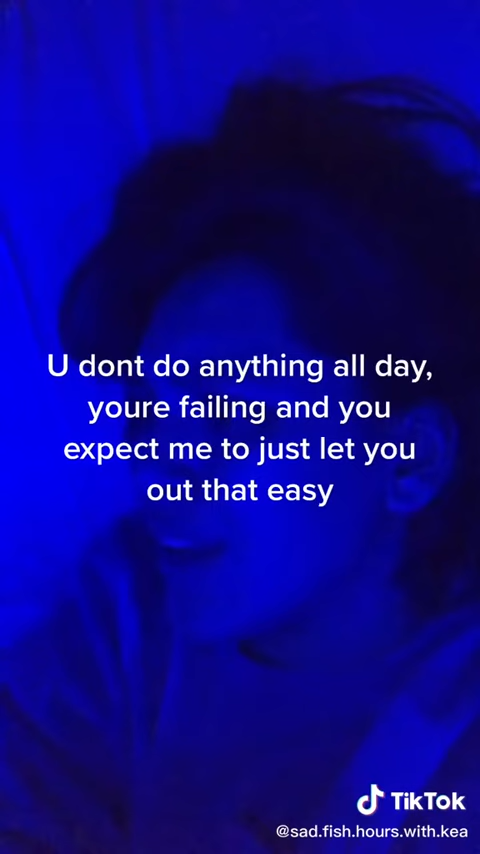 U dont do anything all day,
youre failing and you
expect me to just let you
out that easy
TikTok
@sad.fish.hours.with.kea